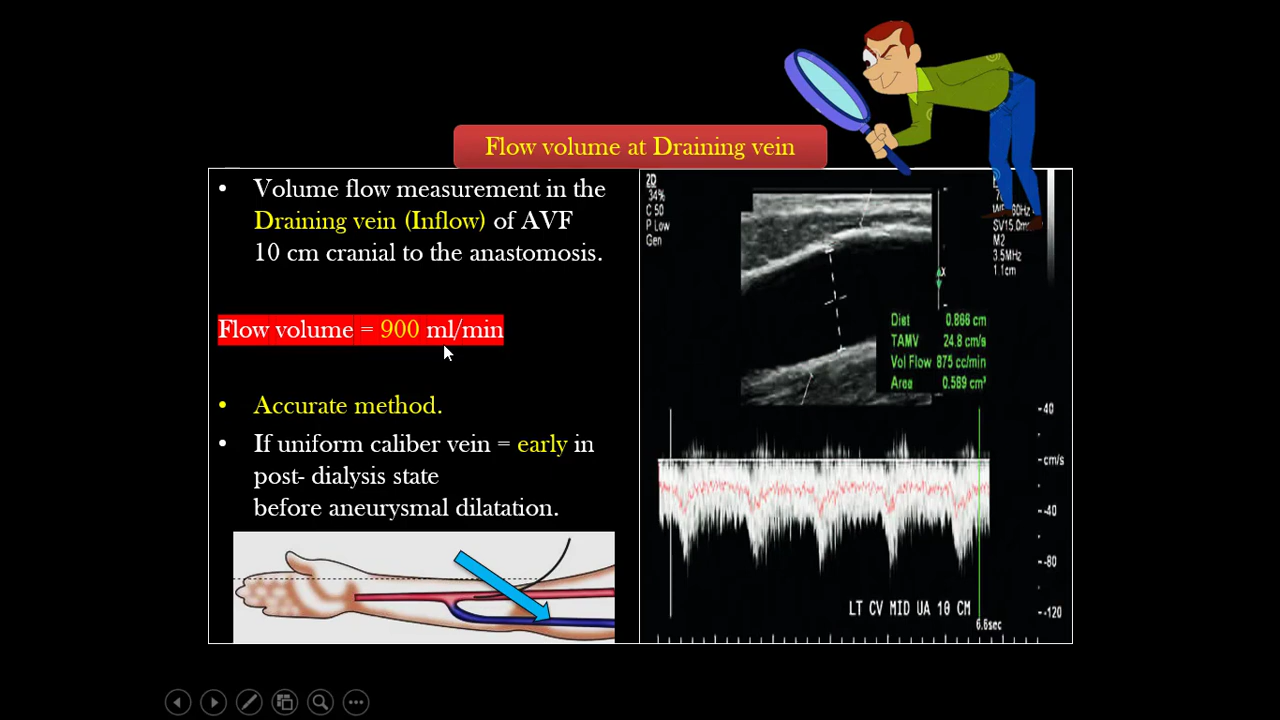 Flow volume at Draining vein
• Volume flow measurement in the
Draining vein (Inflow) of AVF
10 cm cranial to the anastomosis.
Flow volume = 900 ml/min
• Accurate method.
• If uniform caliber vein = early in
post- dialysis state
before aneurysmal dilatation.
2D
34%
C 50
P Low
Gen
SV15.0mm
M2
3.5MHz
1.1cm
x
Dist 0.866 cm
TAMV 24.8 cm/s
Vol Flow 875 cc/min
Area 0.589 cm²
-40
-cm/s
-40
-80
-120
LT CV MID UA 10 CM
6.6sec